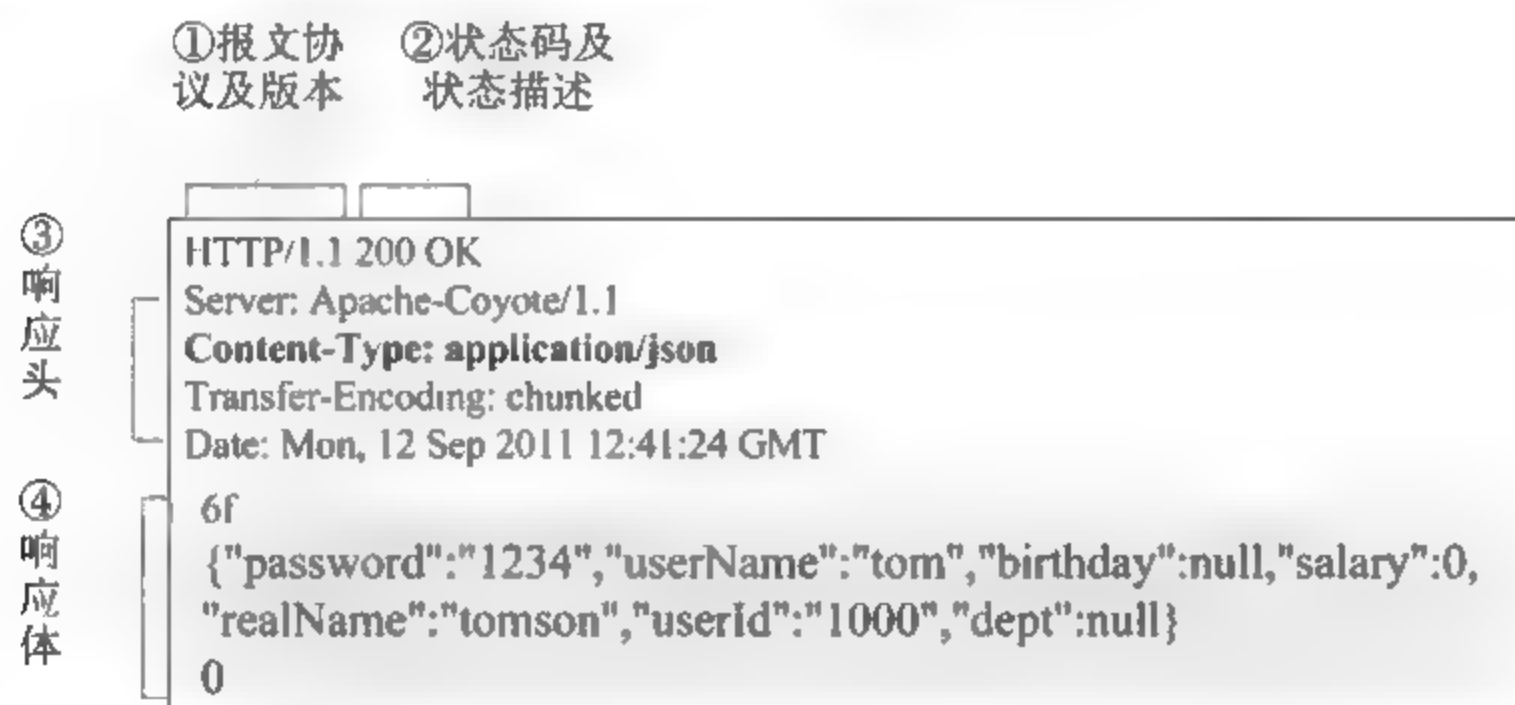 ①报文协 ②状态码及
议及版本 状态描述
③响应头
HTTP/1.1 200 OK
Server: Apache-Coyote/1.1
Content-Type: application/json
Transfer-Encoding: chunked
Date: Mon, 12 Sep 2011 12:41:24 GMT
④响应体
6f
{"password":"1234","userName":"tom","birthday":null,"salary":0,
"realName":"tomson","userId":"1000","dept":null}
0